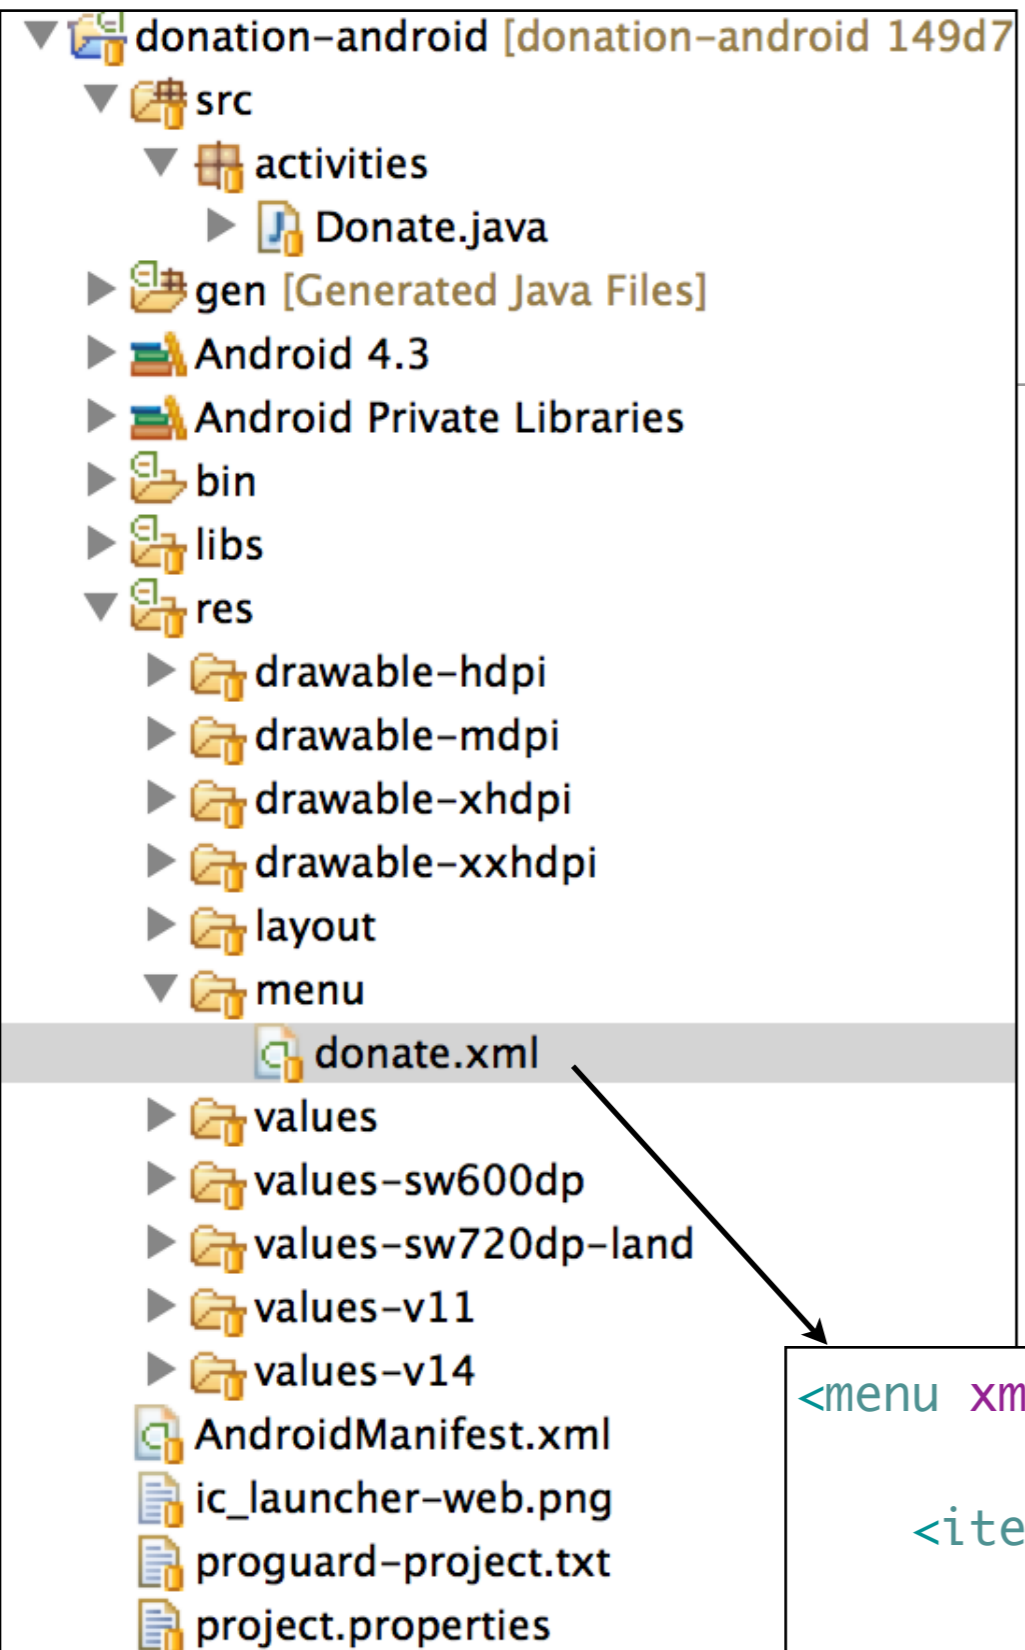 donation-android [donation-android 149d7
src
activities
Donate.java
gen [Generated Java Files]
Android 4.3
Android Private Libraries
bin
libs
res
drawable-hdpi
drawable-mdpi
drawable-xhdpi
drawable-xxhdpi
layout
menu
donate.xml
values
values-sw600dp
values-sw720dp-land
values-v11
values-v14
AndroidManifest.xml
ic_launcher-web.png
proguard-project.txt
project.properties
<menu xm
<ite